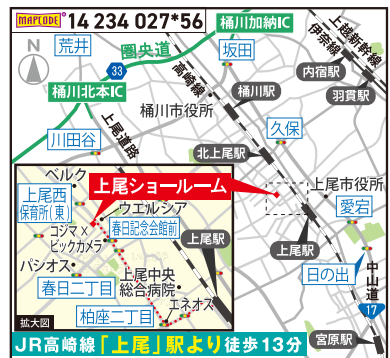 MAPCODE 14 234 027*56
桶川加納IC
N
荒井
圏央道
33
坂田
上越新幹線
伊奈線
内宿駅
羽貫駅
桶川北本IC
高崎線
桶川駅
桶川市役所
川田谷
上尾道路
久保
北上尾駅
ベルク
上尾ショールーム
上尾市役所
上尾西
保育所(東)
ウエルシア
愛宕
コジマ×
ビックカメラ
春日記念会館前
上尾駅
上尾駅
パシオス
上尾中央
総合病院
春日二丁目
日の出
中山道
エネオス
柏座二丁目
17
拡大図
宮原駅
JR高崎線「上尾」駅より徒歩13分